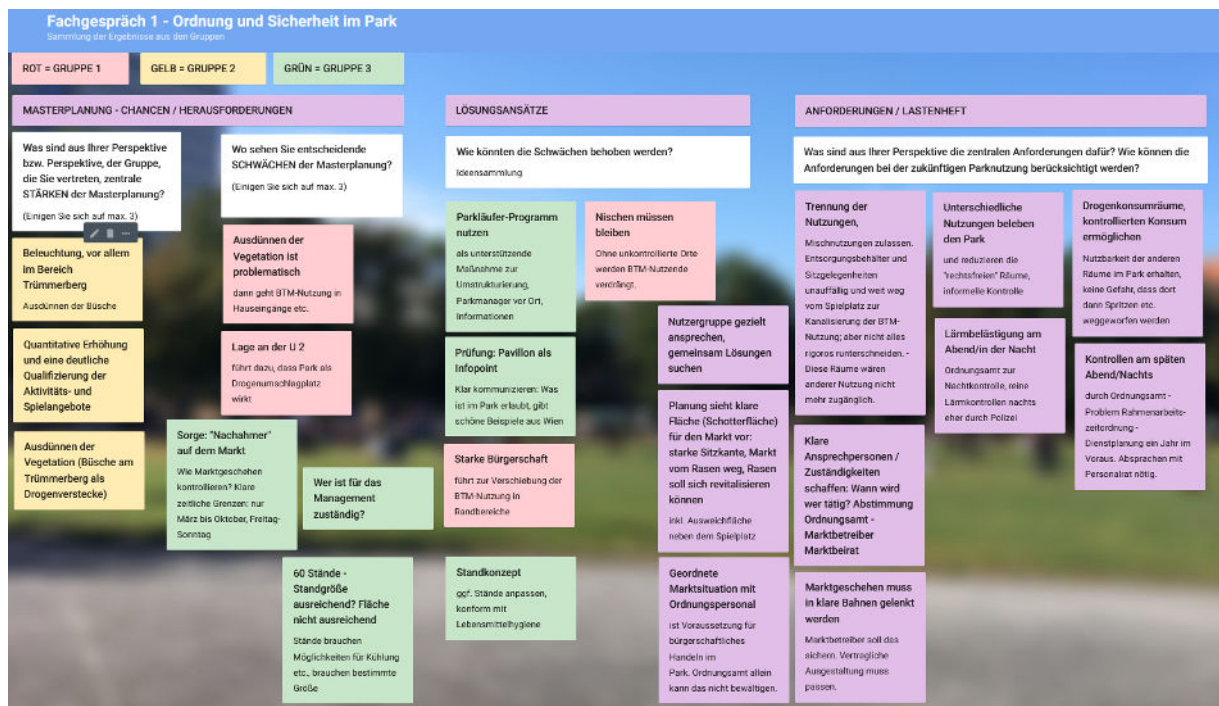 Fachgespräch 1 - Ordnung und Sicherheit im Park
Sammlung der Ergebnisse aus den Gruppen
ROT = GRUPPE 1
GELB = GRUPPE 2
GRÜN = GRUPPE 3
MASTERPLANUNG - CHANCEN / HERAUSFORDERUNGEN
Was sind aus Ihrer Perspektive
bzw. Perspektive, der Gruppe,
die Sie vertreten, zentrale
STÄRKEN der Masterplanung?
(Einigen Sie sich auf max. 3)
Beleuchtung, vor allem
im Bereich
Trümmerberg
Ausdünnen der Büsche
Quantitative Erhöhung
und eine deutliche
Qualifizierung der
Aktivitäts- und
Spielangebote
Ausdünnen der
Vegetation (Büsche am
Trümmerberg als
Drogenverstecke)
Wo sehen Sie entscheidende
SCHWÄCHEN der Masterplanung?
(Einigen Sie sich auf max. 3)
Ausdünnen der
Vegetation ist
problematisch
dann geht BTM-Nutzung in
Hauseingänge etc.
Lage an der U 2
führt dazu, dass Park als
Drogenumschlagplatz
wirkt
Sorge: "Nachahmer"
auf dem Markt
Wie Marktgeschehen
kontrollieren? Klare
zeitliche Grenzen: nur
März bis Oktober, Freitag-
Sonntag
Wer ist für das
Management
zuständig?
60 Stände -
Standgröße
ausreichend? Fläche
nicht ausreichend
Stände brauchen
Möglichkeiten für Kühlung
etc., brauchen bestimmte
Größe
LÖSUNGSANSÄTZE
Wie könnten die Schwächen behoben werden?
Ideensammlung
Parkläufer-Programm
nutzen
als unterstützende
Maßnahme zur
Umstrukturierung,
Parkmanager vor Ort,
Informationen
Prüfung: Pavillon als
Infopoint
Klar kommunizieren: Was
ist im Park erlaubt, gibt
schöne Beispiele aus Wien
Starke Bürgerschaft
führt zur Verschiebung der
BTM-Nutzung in
Randbereiche
Standkonzept
ggf. Stände anpassen,
konform mit
Lebensmittelhygiene
Nischen müssen
bleiben
Ohne unkontrollierte Orte
werden BTM-Nutzende
verdrängt.
Nutzergruppe gezielt
ansprechen,
gemeinsam Lösungen
suchen
Planung sieht klare
Fläche (Schotterfläche)
für den Markt vor:
starke Sitzkante, Markt
vom Rasen weg, Rasen
soll sich revitalisieren
können
inkl. Ausweichfläche
neben dem Spielplatz
Geordnete
Marktsituation mit
Ordnungspersonal
ist Voraussetzung für
bürgerschaftliches
Handeln im
Park. Ordnungsamt allein
kann das nicht bewältigen.
ANFORDERUNGEN / LASTENHEFT
Was sind aus Ihrer Perspektive die zentralen Anforderungen dafür? Wie können die
Anforderungen bei der zukünftigen Parknutzung berücksichtigt werden?
Trennung der
Nutzungen,
Mischnutzungen zulassen.
Entsorgungsbehälter und
Sitzgelegenheiten
unauffällig und weit weg
vom Spielplatz zur
Kanalisierung der BTM-
Nutzung; aber nicht alles
rigoros runterschneiden. -
Diese Räume wären
anderer Nutzung nicht
mehr zugänglich.
Klare
Ansprechpersonen /
Zuständigkeiten
schaffen: Wann wird
wer tätig? Abstimmung
Ordnungsamt -
Marktbetreiber
Marktbeirat
Marktgeschehen muss
in klare Bahnen gelenkt
werden
Marktbetreiber soll das
sichern. Vertragliche
Ausgestaltung muss
passen.
Unterschiedliche
Nutzungen beleben
den Park
und reduzieren die
"rechtsfreien" Räume,
informelle Kontrolle
Lärmbelästigung am
Abend/in der Nacht
Ordnungsamt zur
Nachtkontrolle, reine
Lärmkontrollen nachts
eher durch Polizei
Drogenkonsumräume,
kontrollierten Konsum
ermöglichen
Nutzbarkeit der anderen
Räume im Park erhalten,
keine Gefahr, dass dort
dann Spritzen etc.
weggeworfen werden
Kontrollen am späten
Abend/Nachts
durch Ordnungsamt -
Problem Rahmenarbeits-
zeitordnung -
Dienstplanung ein Jahr im
Voraus. Absprachen mit
Personalrat nötig.